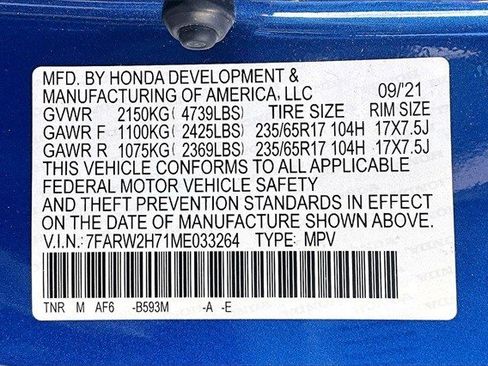 MFD. BY HONDA DEVELOPMENT &
MANUFACTURING OF AMERICA, LLC 09/'21
GVWR 2150KG( 4739LBS) TIRE SIZE RIM SIZE
GAWR F 1100KG( 2425LBS) 235/65R17 104H 17X7.5J
GAWR R 1075KG( 2369LBS) 235/65R17 104H 17X7.5J
THIS VEHICLE CONFORMS TO ALL APPLICABLE
FEDERAL MOTOR VEHICLE SAFETY
AND THEFT PREVENTION STANDARDS IN EFFECT
ON THE DATE OF MANUFACTURE SHOWN ABOVE.
V.I.N.:7FARW2H71ME033264 TYPE: MPV
TNR M AF6 -B593M -A -E